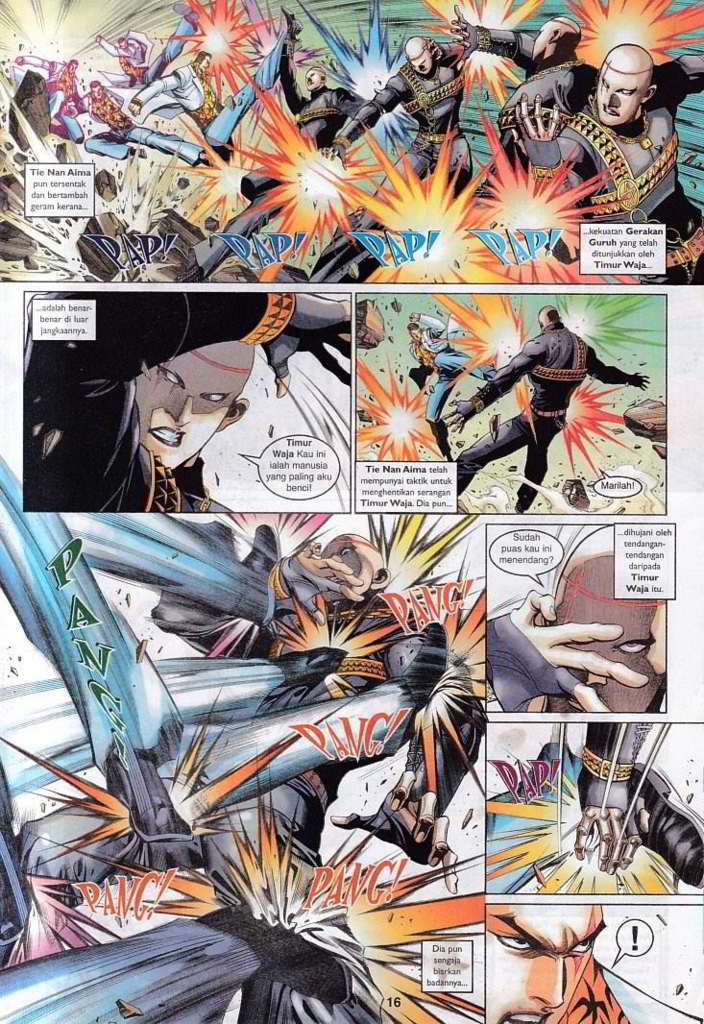 Tie Nan Aima
pun tersentak
dan bertambah
geram kerana...
PAP!
PAP!
PAP!
PAP!
...kekuatan Gerakan
Guruh yang telah
ditunjukkan oleh
Timur Waja...
...adalah benar-
benar di luar
jangkaannya.
Timur
Waja Kau ini
ialah manusia
yang paling aku
benci!
Tie Nan Aima telah
mempunyai taktik untuk
menghentikan serangan
Timur Waja. Dia pun...
Marilah!
PANG!
PANG!
PANG!
PANG!
PANG!
Dia pun
sengaja
biarkan
badannya...
Sudah
puas kau ini
menendang?
...dihujani oleh
tendangan-
tendangan
daripada
Timur
Waja itu.
PAP!
!
16